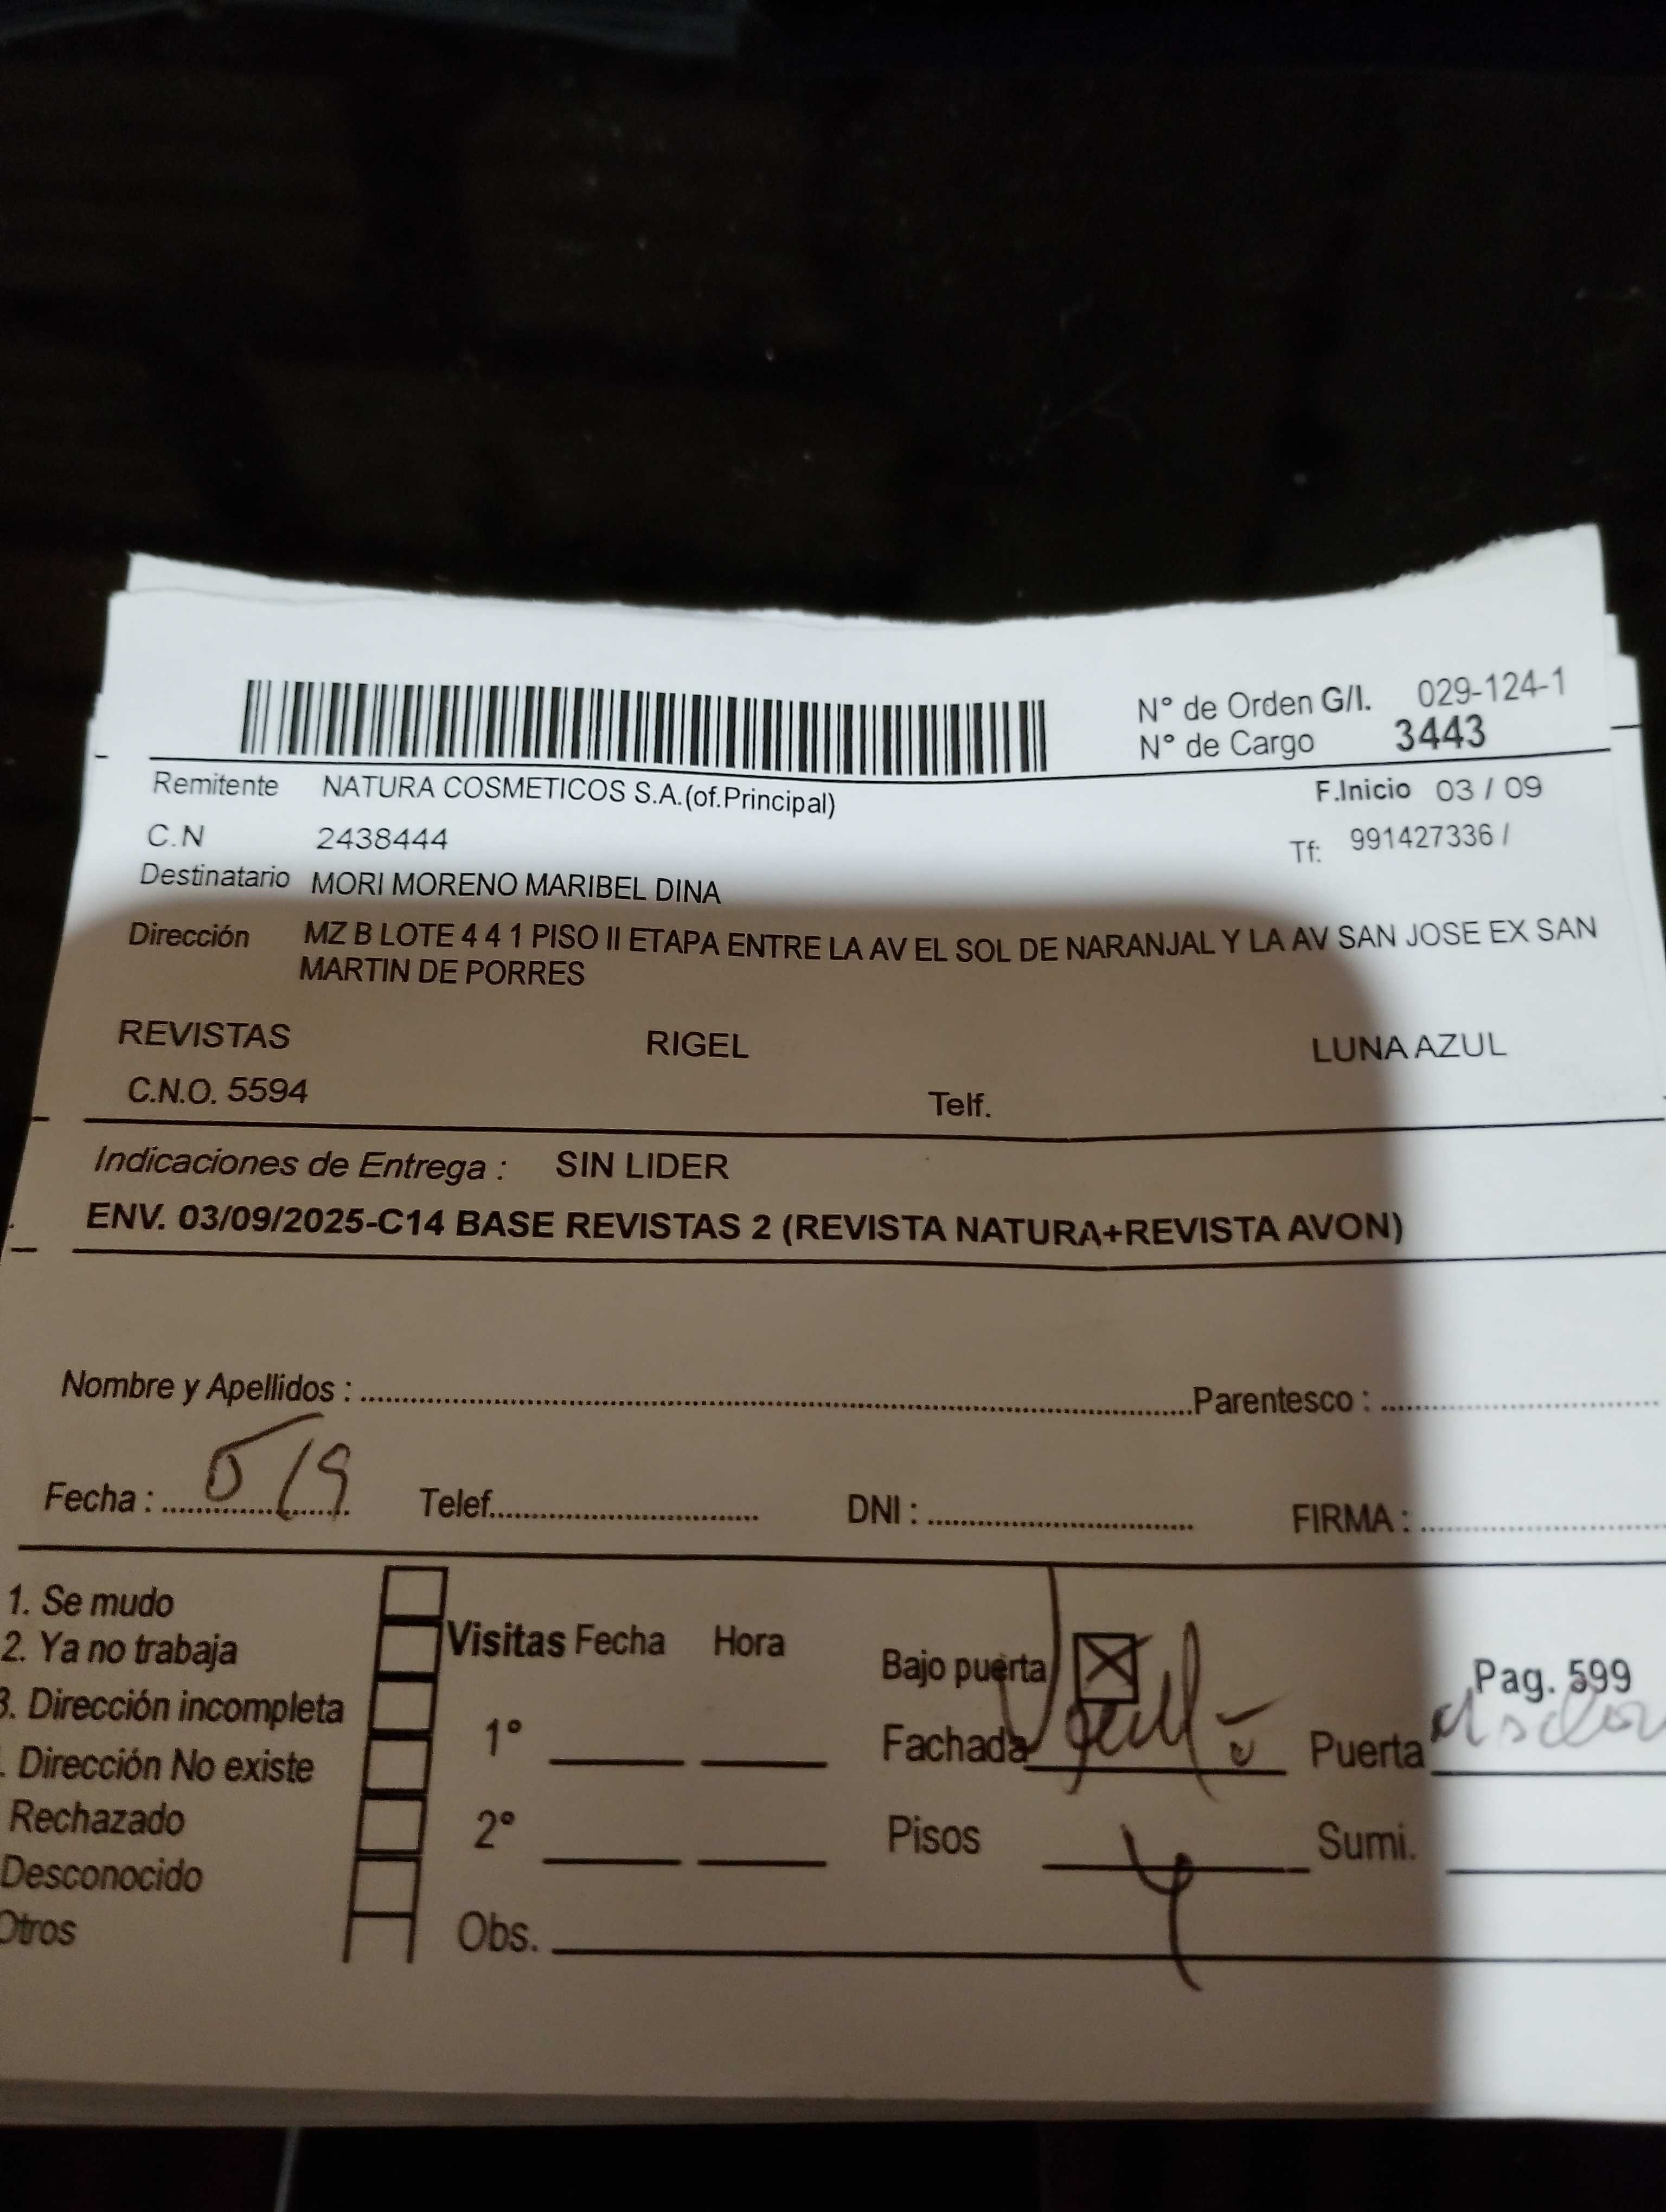 N° de Orden G/I. 029-124-1
N° de Cargo 3443
Remitente NATURA COSMETICOS S.A.(of.Principal)
F.Inicio 03 / 09
C.N 2438444
Tf: 991427336 /
Destinatario MORI MORENO MARIBEL DINA
Dirección MZ B LOTE 4 4 1 PISO II ETAPA ENTRE LA AV EL SOL DE NARANJAL Y LA AV SAN JOSE EX SAN
MARTIN DE PORRES
REVISTAS RIGEL LUNA AZUL
C.N.O. 5594 Telf.
Indicaciones de Entrega : SIN LIDER
ENV. 03/09/2025-C14 BASE REVISTAS 2 (REVISTA NATURA+REVISTA AVON)
Nombre y Apellidos : Parentesco :
Fecha : 5/9 Telef. DNI : FIRMA :
1. Se mudo
2. Ya no trabaja
3. Dirección incompleta
. Dirección No existe
Rechazado
Desconocido
Otros
Visitas Fecha Hora
1°
2°
Obs.
Bajo puerta X
Pag. 599
Fachada Puerta
Pisos 4 Sumi.